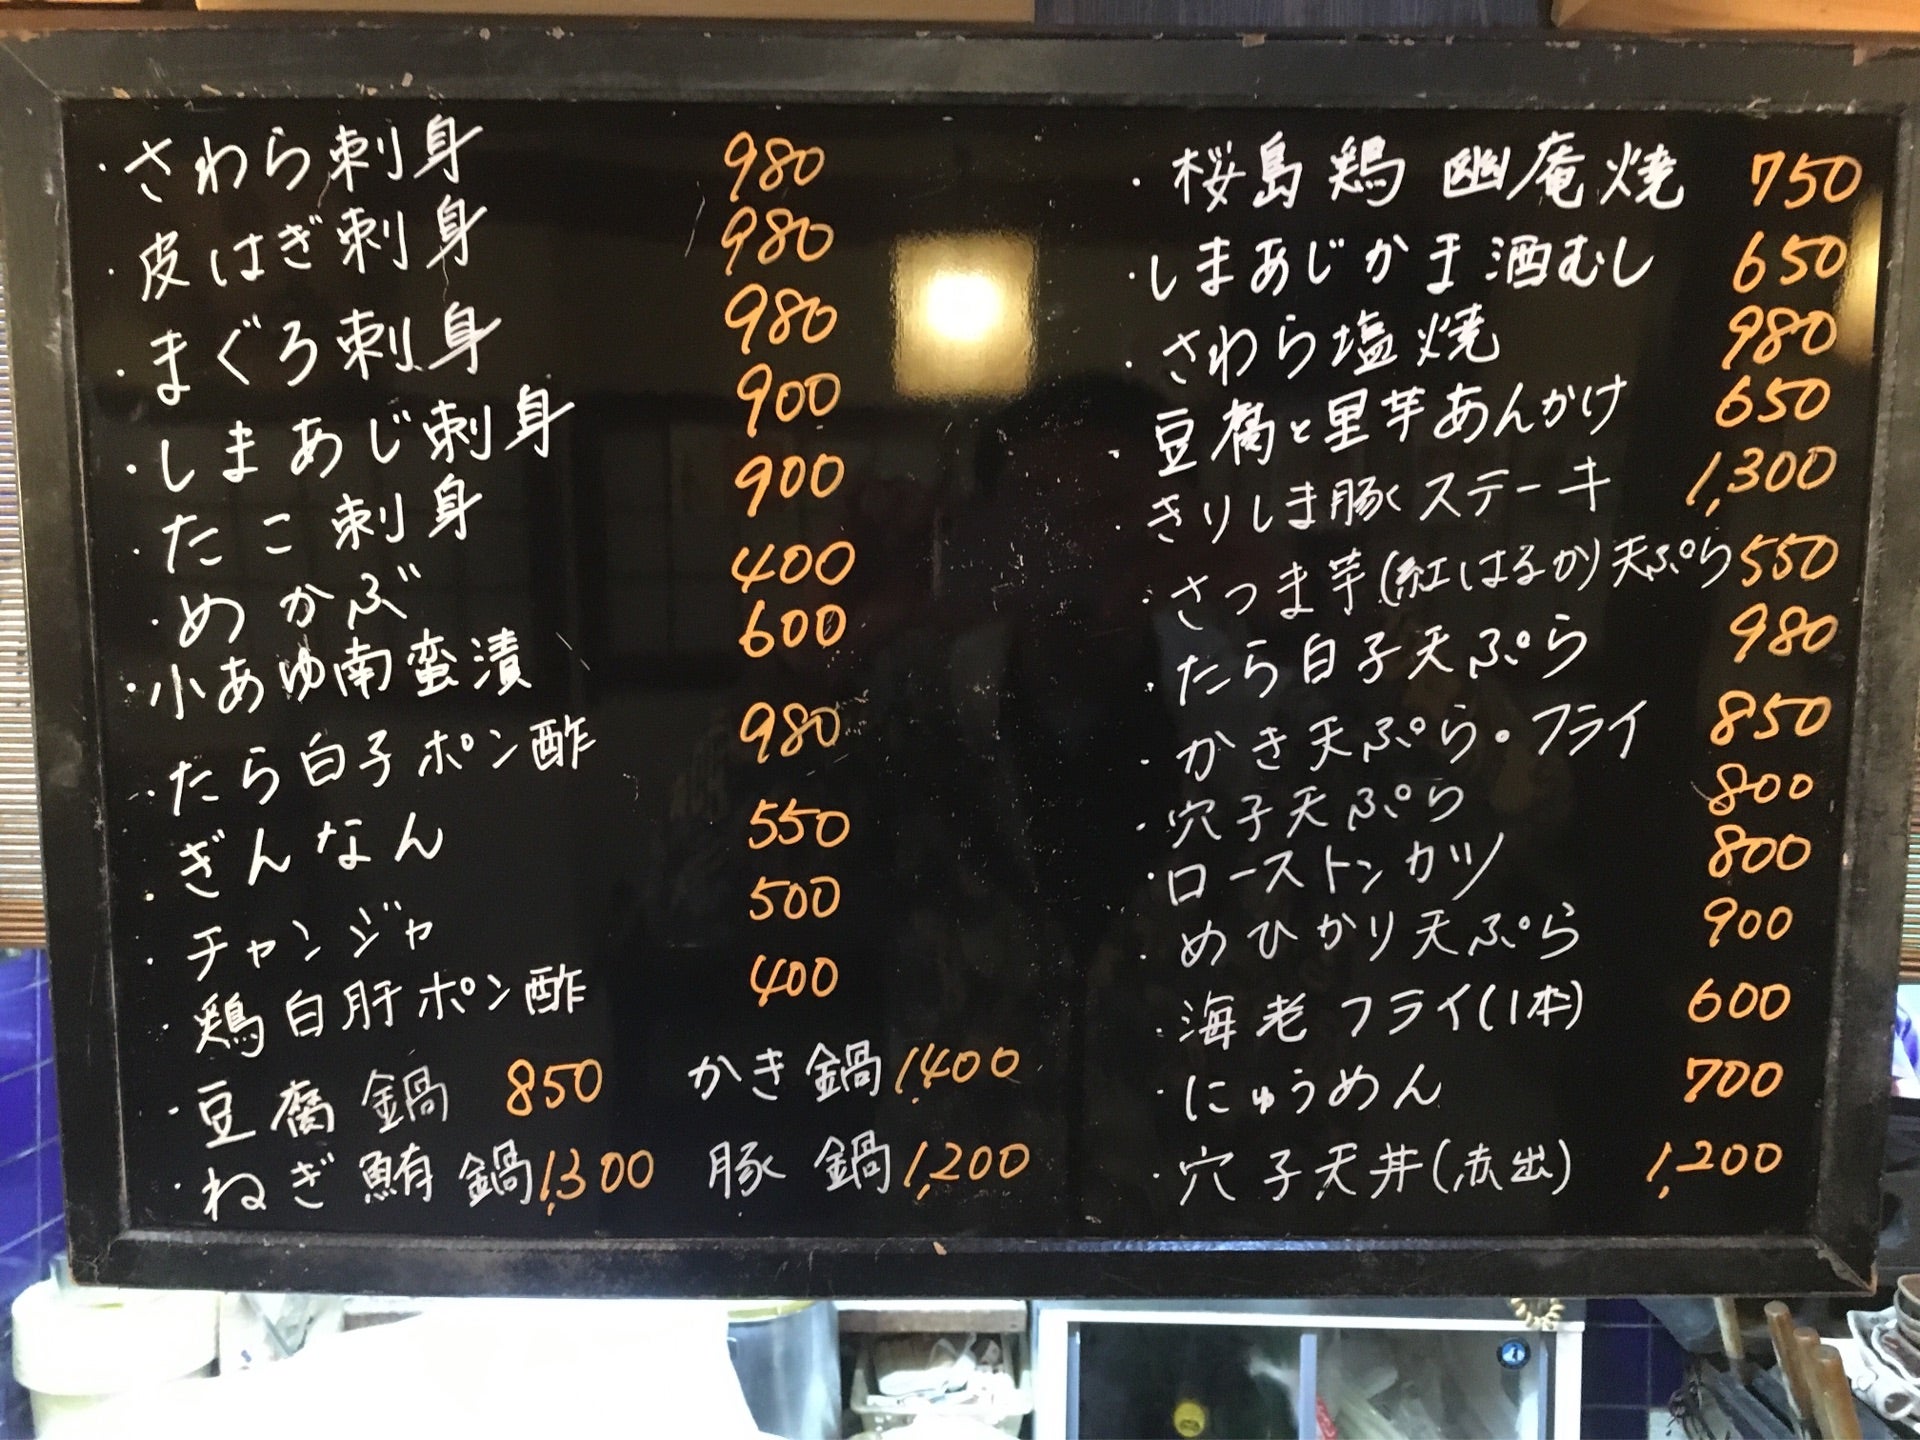 ・さわら刺身 980
・皮はぎ刺身 980
・まぐろ刺身 980
・しまあじ刺身 900
・たこ刺身 900
・めかぶ 400
・小あゆ南蛮漬 600
・たら白子ポン酢 980
・ぎんなん 550
・チャンジャ 500
・鶏白肝ポン酢 400
・豆腐鍋 850 かき鍋 1,400
・ねぎ鮪鍋 1,300 豚鍋 1,200
・桜島鶏幽庵焼 750
・しまあじかま酒むし 650
・さわら塩焼 980
・豆腐と里芋あんかけ 650
・きりしま豚ステーキ 1,300
・さつま芋(紅はるか)天ぷら 550
・たら白子天ぷら 980
・かき天ぷら・フライ 850
・穴子天ぷら 800
・ローストンカツ 800
・めひかり天ぷら 900
・海老フライ(1本) 600
・にゅうめん 700
・穴子天丼(赤出) 1,200